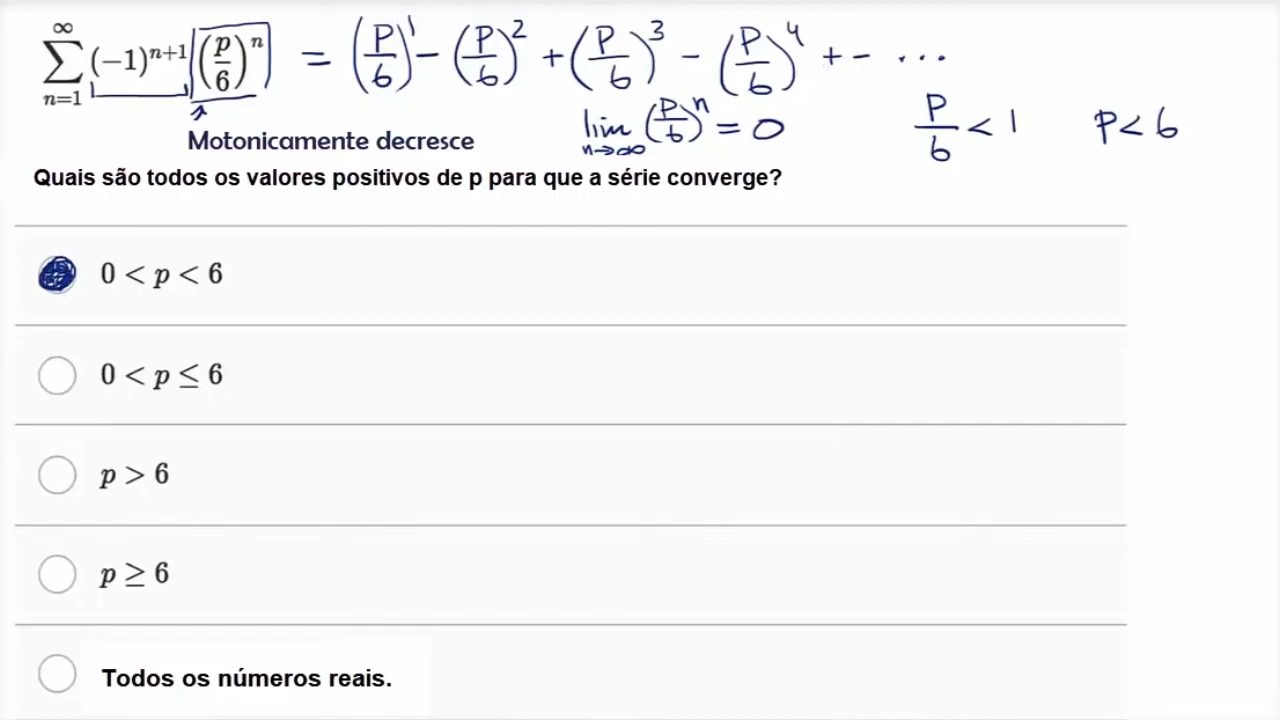 ∞
∑ (−1)ⁿ⁺¹ (p/6)ⁿ = (P/6)¹ − (P/6)² + (P/6)³ − (P/6)⁴ + − ...
n=1
lim (P/6)ⁿ = 0 P/6 < 1 P < 6
n→∞
Motonicamente decresce
Quais são todos os valores positivos de p para que a série converge?
0 < p < 6
0 < p ≤ 6
p > 6
p ≥ 6
Todos os números reais.